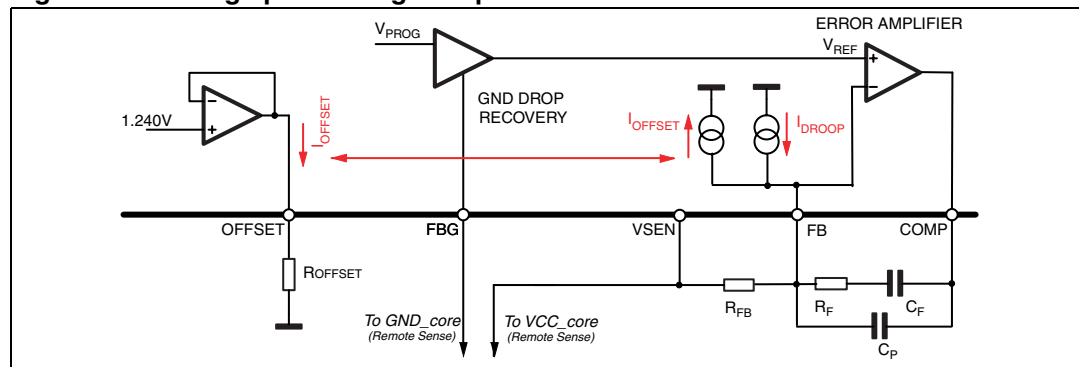 VPROG
ERROR AMPLIFIER
VREF
GND DROP
RECOVERY
1.240V
IOFFSET
IOFFSET
IDROOP
OFFSET
FBG
VSEN
FB
COMP
ROFFSET
RFB
RF
CF
CP
To GND_core
(Remote Sense)
To VCC_core
(Remote Sense)